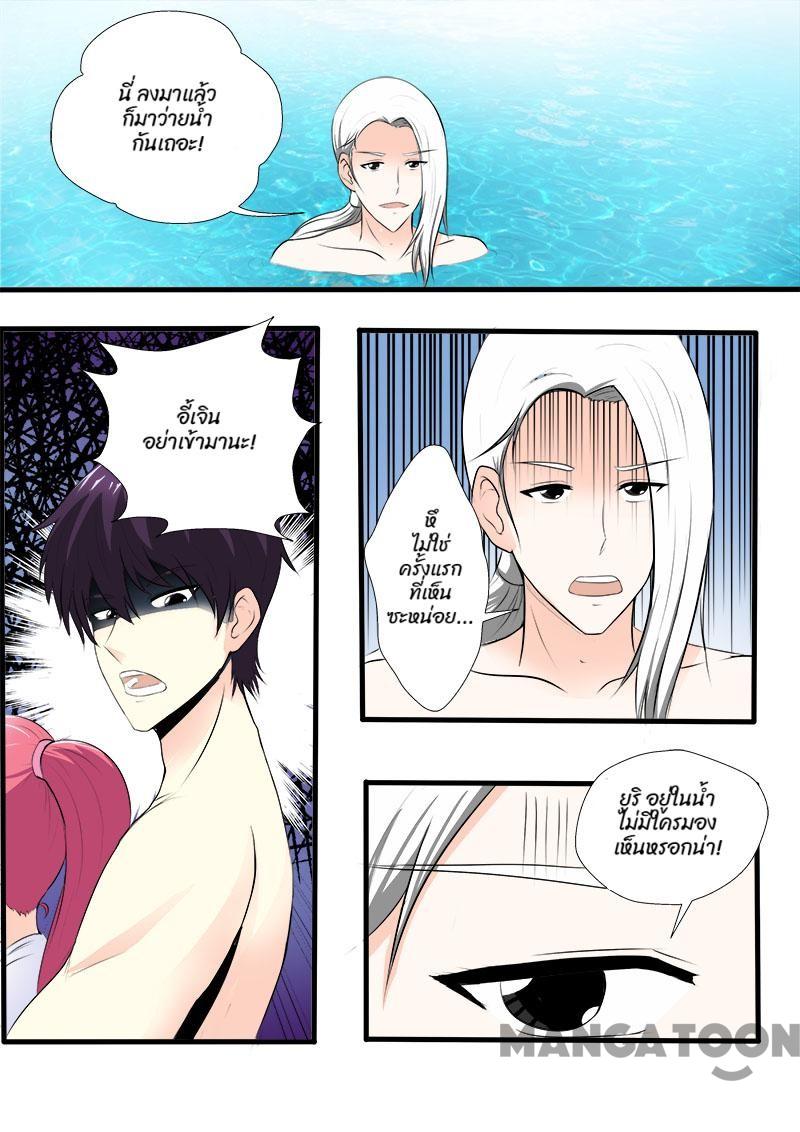 นี่ ลงมาแล้ว
ก็มาว่ายน้ำ
กันเถอะ!
อี้เจิน
อย่าเข้ามานะ!
หึ
ไม่ใช่
ครั้งแรก
ที่เห็น
ซะหน่อย...
ยูริ อยู่ในน้ำ
ไม่มีใครมอง
เห็นหรอกน่า!
MANGATOON